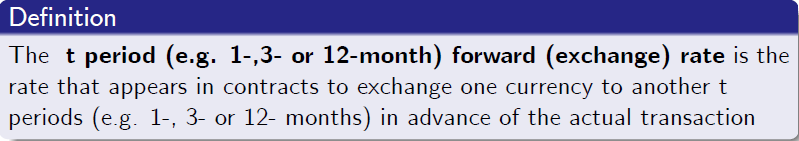 Definition
The t period (e.g. 1-,3- or 12-month) forward (exchange) rate is the
rate that appears in contracts to exchange one currency to another t
periods (e.g. 1-, 3- or 12- months) in advance of the actual transaction